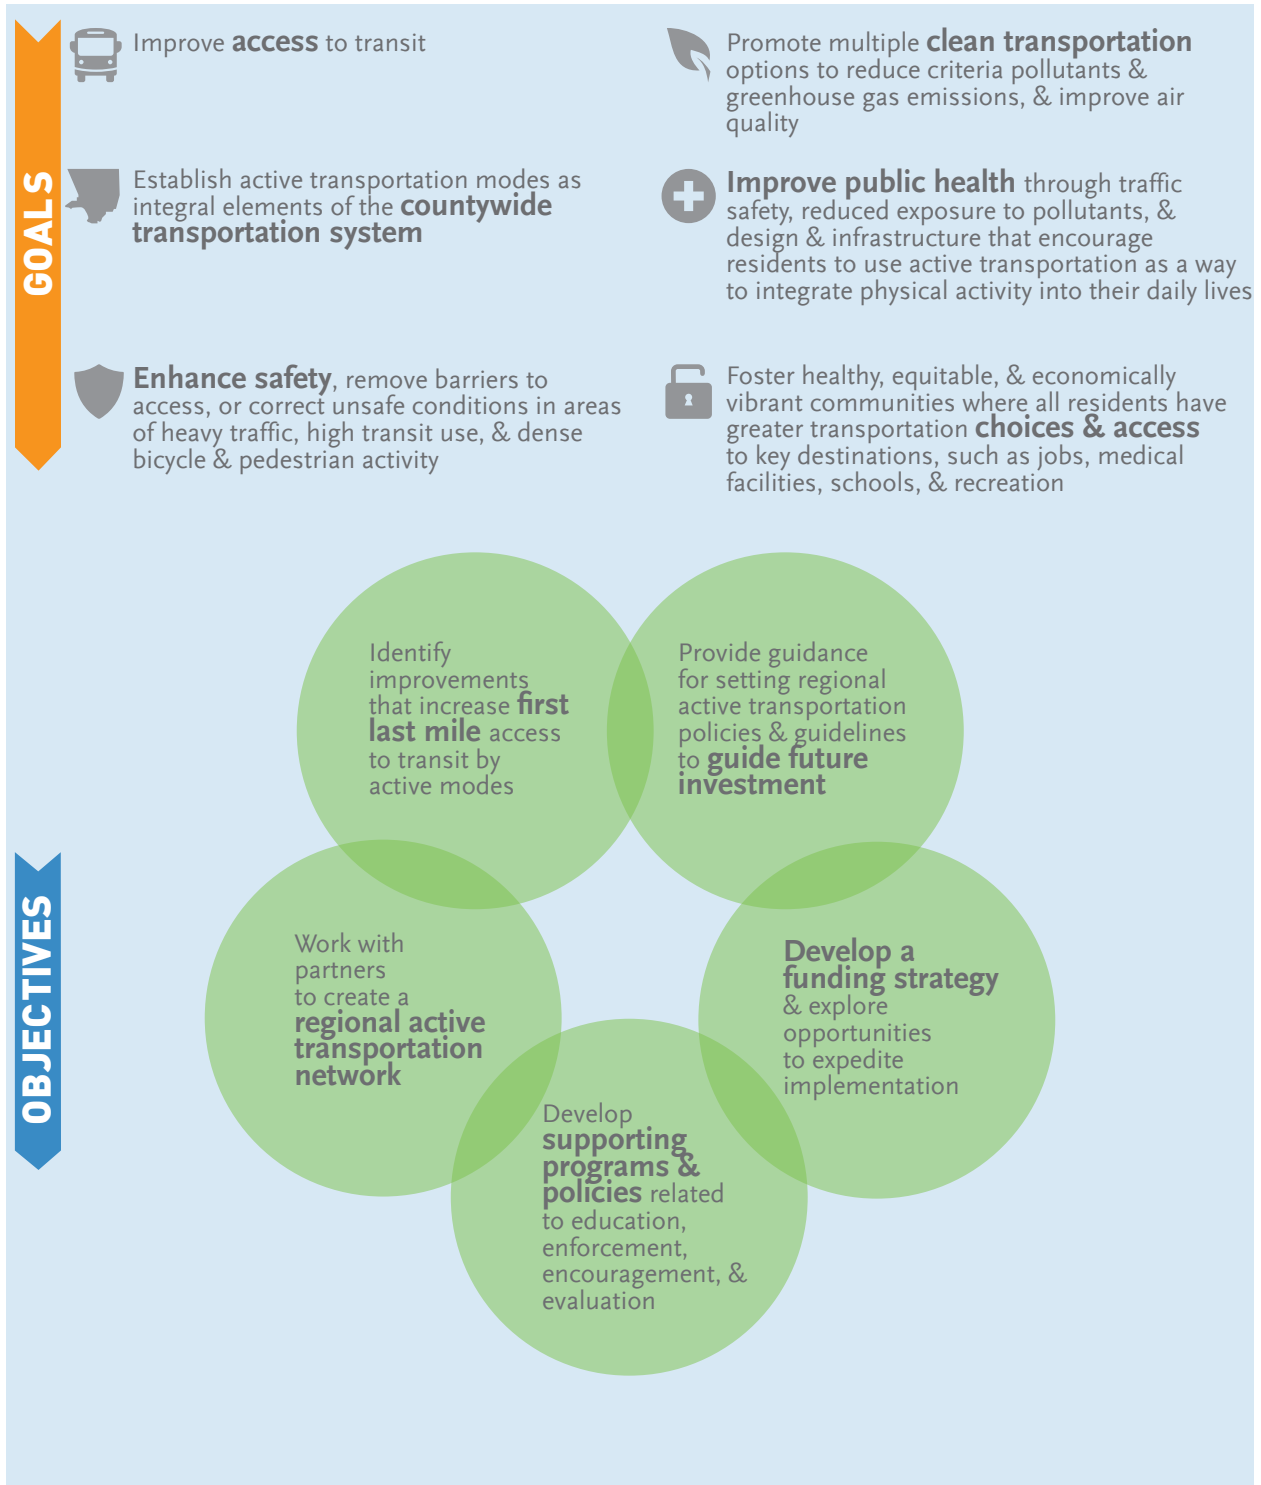 GOALS
Improve access to transit
Establish active transportation modes as
integral elements of the countywide
transportation system
Enhance safety, remove barriers to
access, or correct unsafe conditions in areas
of heavy traffic, high transit use, & dense
bicycle & pedestrian activity
Promote multiple clean transportation
options to reduce criteria pollutants &
greenhouse gas emissions, & improve air
quality
Improve public health through traffic
safety, reduced exposure to pollutants, &
design & infrastructure that encourage
residents to use active transportation as a way
to integrate physical activity into their daily lives
Foster healthy, equitable, & economically
vibrant communities where all residents have
greater transportation choices & access
to key destinations, such as jobs, medical
facilities, schools, & recreation
OBJECTIVES
Identify
improvements
that increase first
last mile access
to transit by
active modes
Provide guidance
for setting regional
active transportation
policies & guidelines
to guide future
investment
Work with
partners
to create a
regional active
transportation
network
Develop a
funding strategy
& explore
opportunities
to expedite
implementation
Develop
supporting
programs &
policies related
to education,
enforcement,
encouragement, &
evaluation